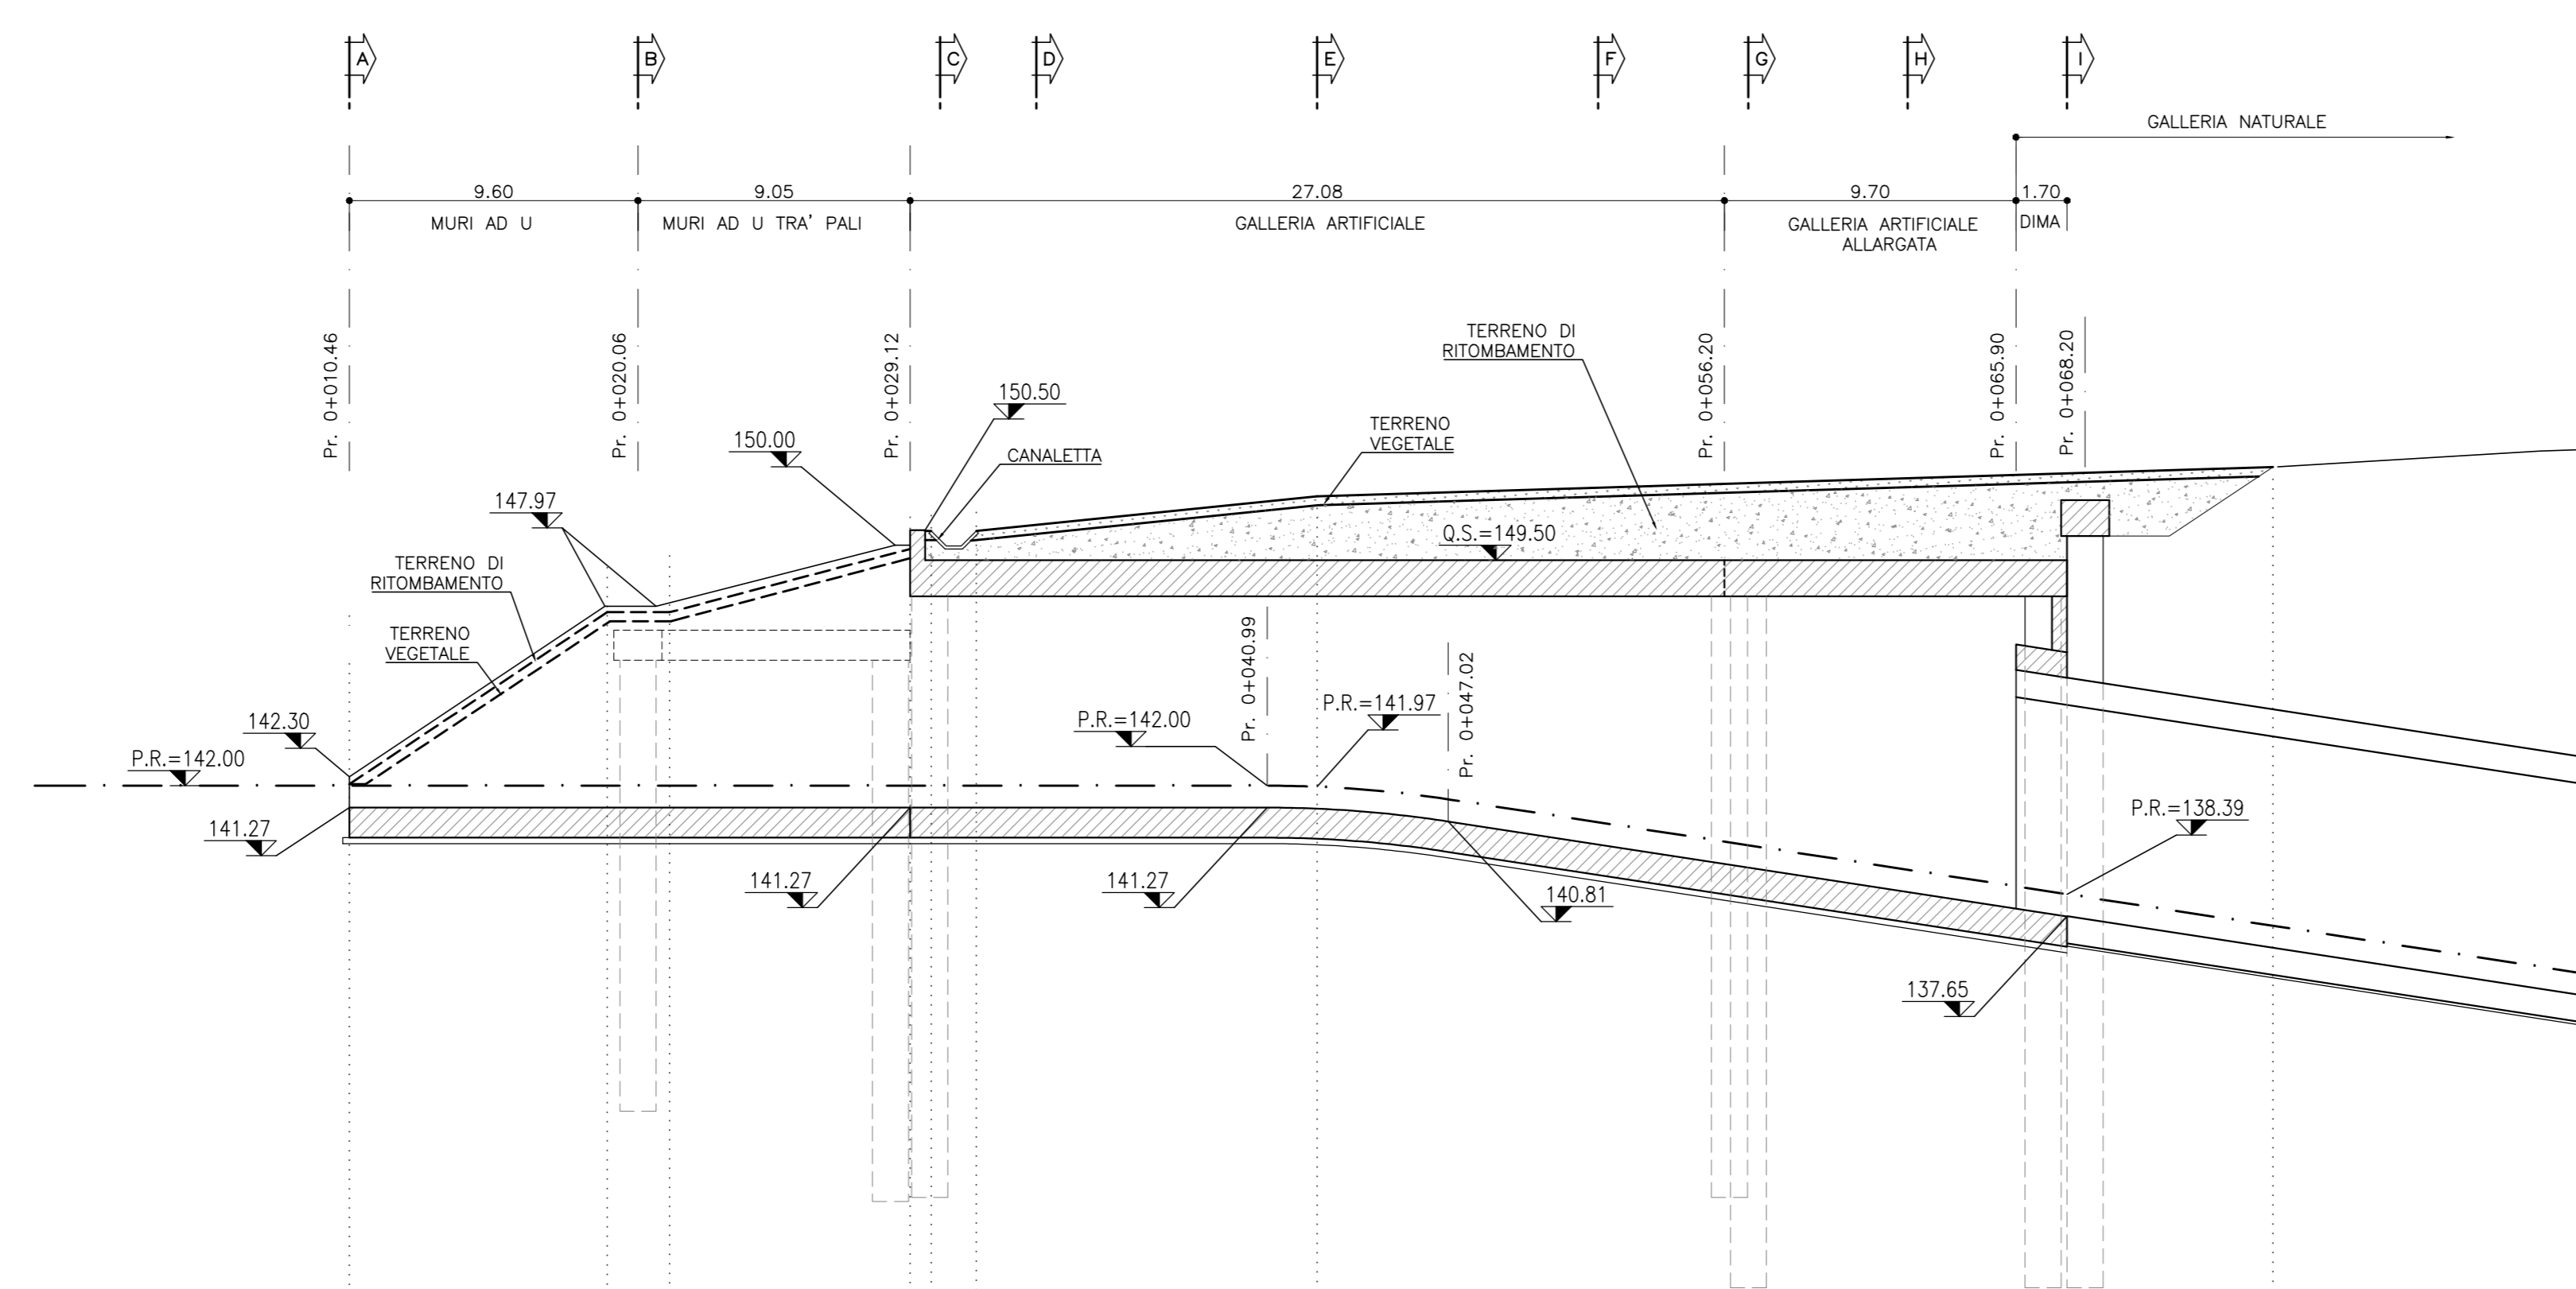 A
B
C
D
E
F
G
H
I
GALLERIA NATURALE
9.60
9.05
27.08
9.70
1.70
MURI AD U
MURI AD U TRA' PALI
GALLERIA ARTIFICIALE
GALLERIA ARTIFICIALE
ALLARGATA
DIMA
Pr. 0+010.46
Pr. 0+020.06
Pr. 0+029.12
Pr. 0+056.20
Pr. 0+065.90
Pr. 0+068.20
TERRENO DI
RITOMBAMENTO
150.50
TERRENO
VEGETALE
150.00
CANALETTA
147.97
Q.S.=149.50
TERRENO DI
RITOMBAMENTO
TERRENO
VEGETALE
Pr. 0+040.99
Pr. 0+047.02
142.30
P.R.=142.00
P.R.=142.00
P.R.=141.97
P.R.=138.39
141.27
141.27
141.27
140.81
137.65